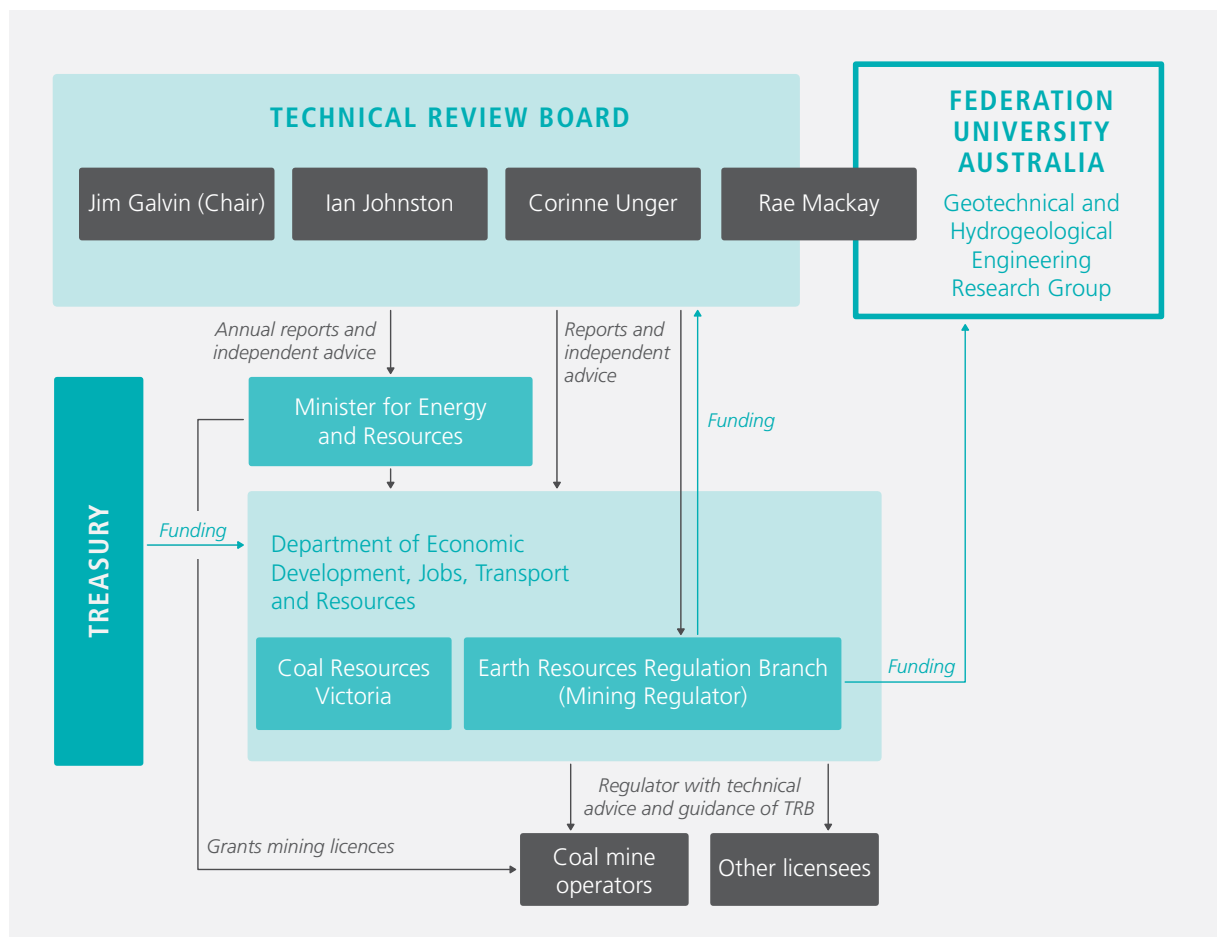 TECHNICAL REVIEW BOARD
Jim Galvin (Chair)
Ian Johnston
Corinne Unger
Rae Mackay
FEDERATION
UNIVERSITY
AUSTRALIA
Geotechnical and
Hydrogeological
Engineering
Research Group
Annual reports and
independent advice
Reports and
independent
advice
Funding
Minister for Energy
and Resources
TREASURY
Funding
Department of Economic
Development, Jobs, Transport
and Resources
Coal Resources
Victoria
Earth Resources Regulation Branch
(Mining Regulator)
Funding
Regulator with technical
advice and guidance of TRB
Grants mining licences
Coal mine
operators
Other licensees